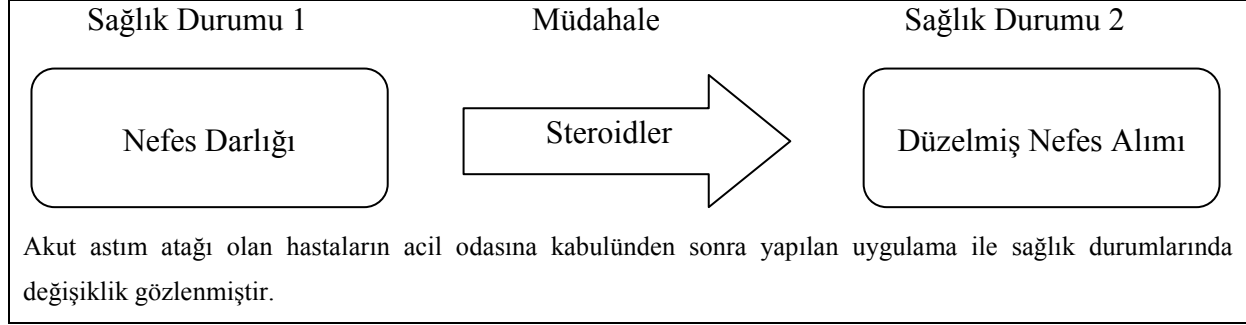 Sağlık Durumu 1 Müdahale Sağlık Durumu 2
Nefes Darlığı Steroidler Düzelmiş Nefes Alımı
Akut astım atağı olan hastaların acil odasına kabulünden sonra yapılan uygulama ile sağlık durumlarında
değişiklik gözlenmiştir.